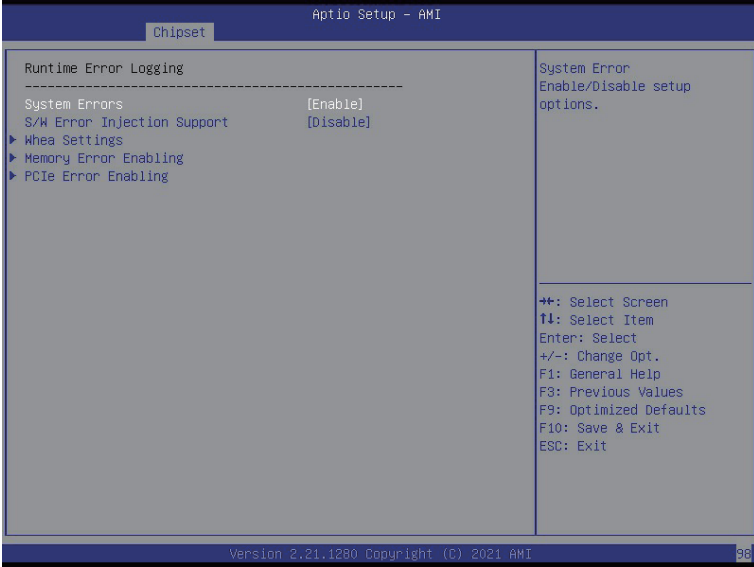 Aptio Setup – AMI
Chipset
Runtime Error Logging
----------------------------------------------------
System Errors [Enable]
S/W Error Injection Support [Disable]
▶ Whea Settings
▶ Memory Error Enabling
▶ PCIe Error Enabling
System Error
Enable/Disable setup
options.
→←: Select Screen
↑↓: Select Item
Enter: Select
+/-: Change Opt.
F1: General Help
F3: Previous Values
F9: Optimized Defaults
F10: Save & Exit
ESC: Exit
Version 2.21.1280 Copyright (C) 2021 AMI
98